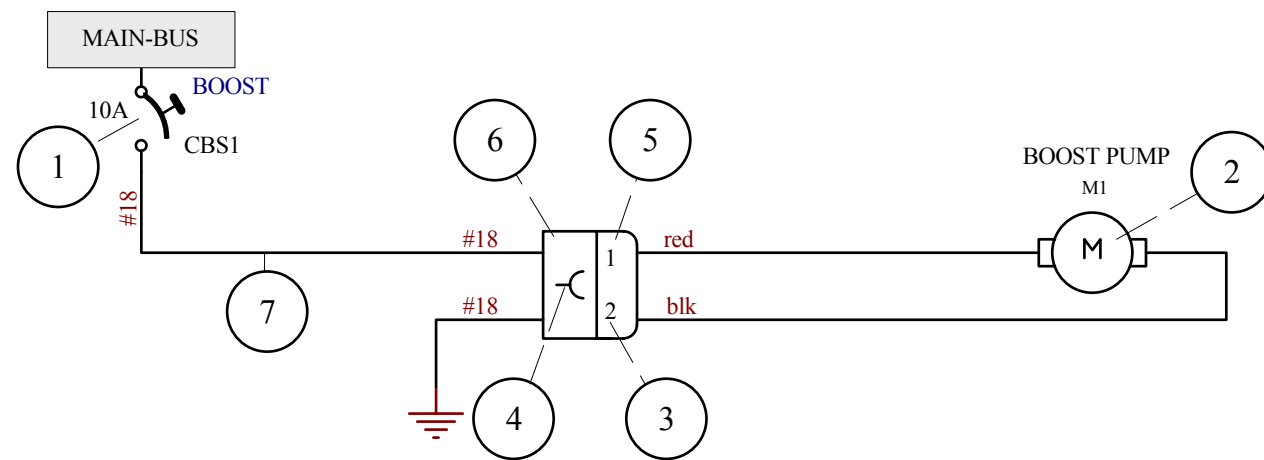 MAIN-BUS
BOOST
10A
CBS1
1
#18
6
5
BOOST PUMP
M1
2
#18
red
1
M
7
#18
2
blk
4
3